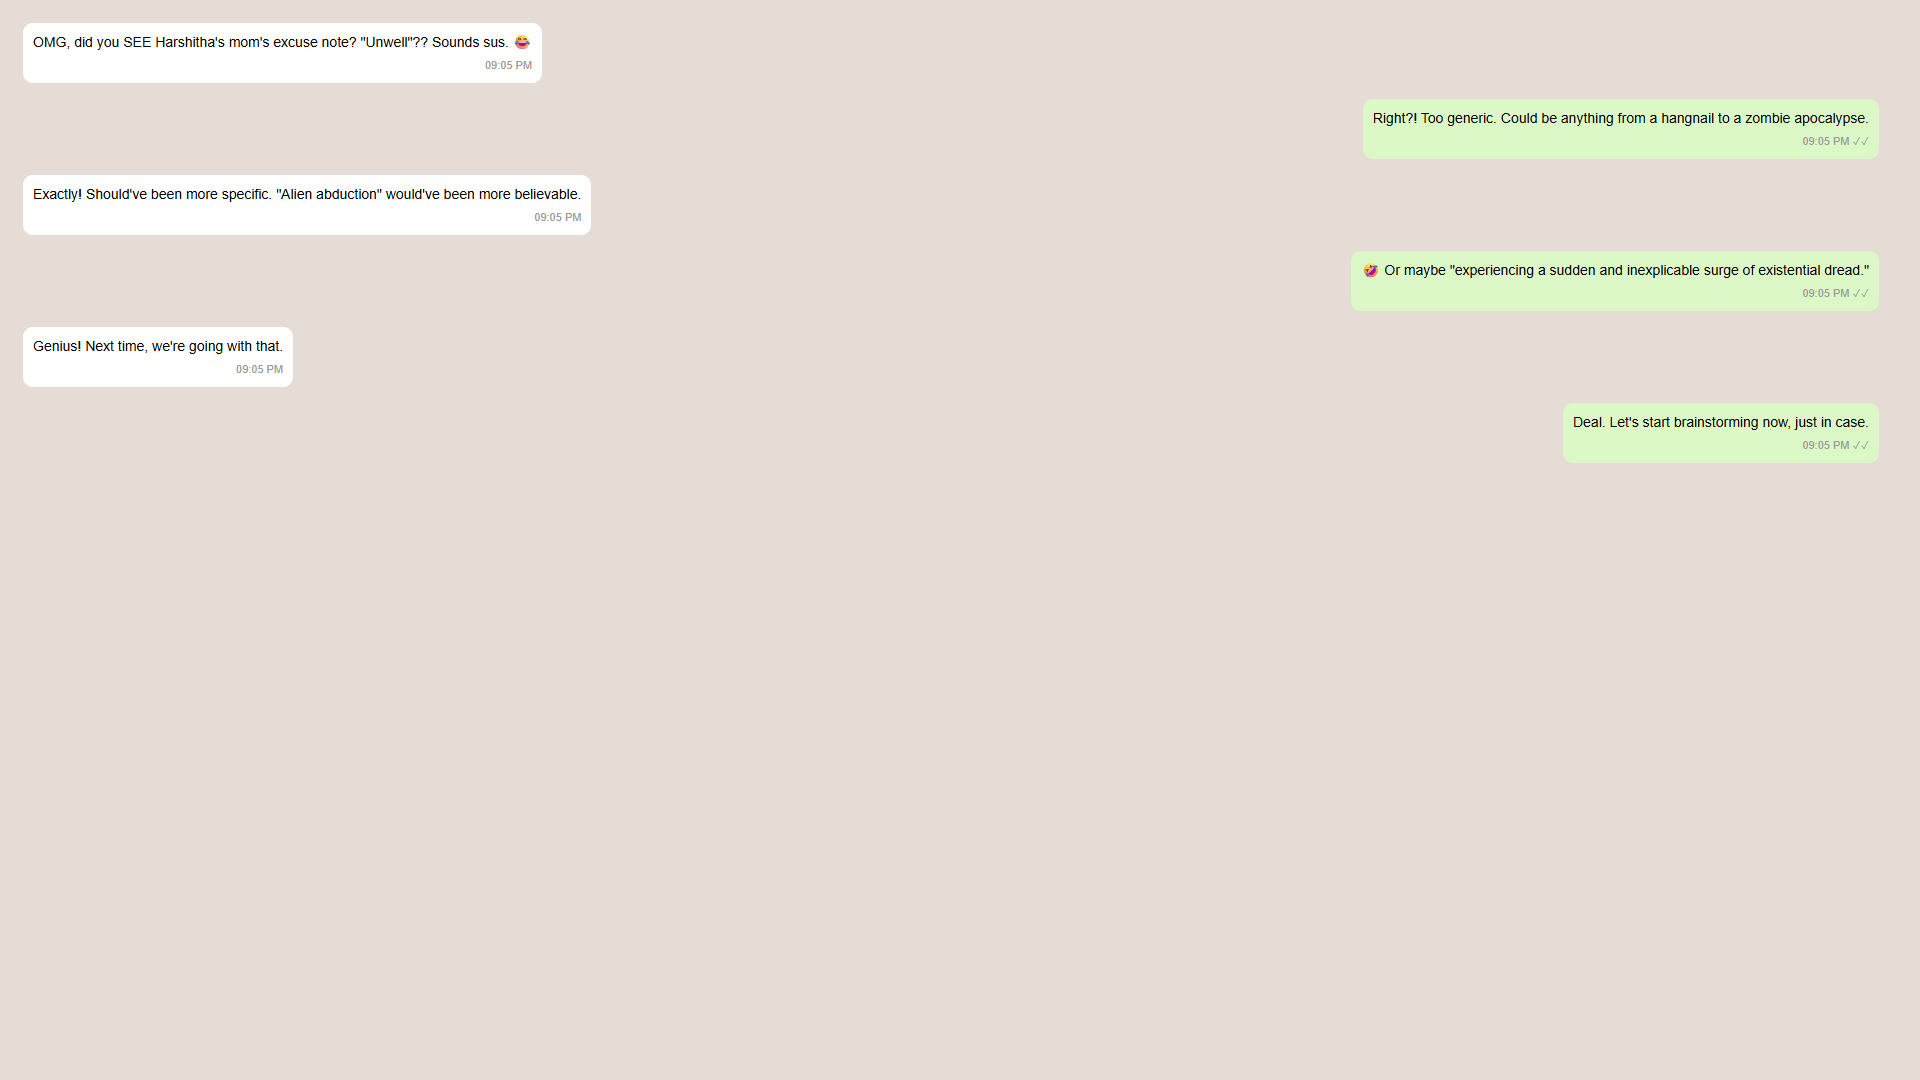 OMG, did you SEE Harshitha's mom's excuse note? "Unwell"?? Sounds sus. 😂
09:05 PM
Right?! Too generic. Could be anything from a hangnail to a zombie apocalypse.
09:05 PM ✓✓
Exactly! Should've been more specific. "Alien abduction" would've been more believable.
09:05 PM
🤣 Or maybe "experiencing a sudden and inexplicable surge of existential dread."
09:05 PM ✓✓
Genius! Next time, we're going with that.
09:05 PM
Deal. Let's start brainstorming now, just in case.
09:05 PM ✓✓